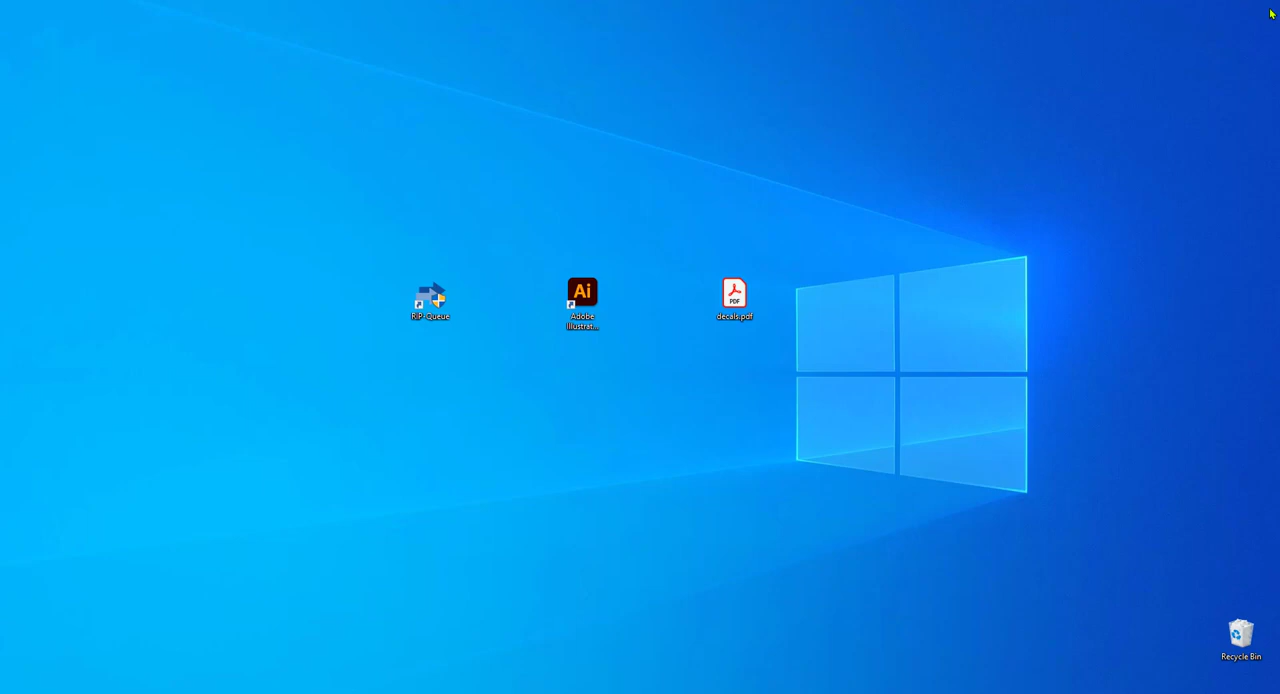 RIP-Queue
Ai
Adobe
Illustrat...
PDF
decals.pdf
Recycle Bin